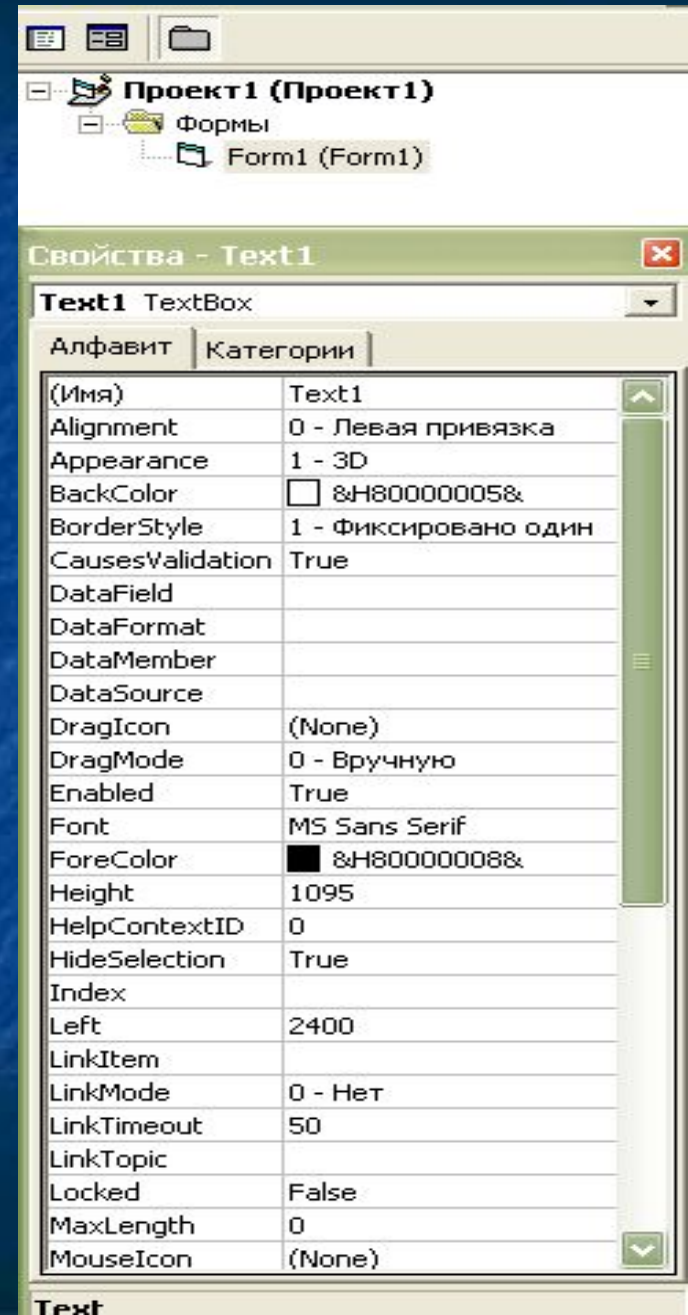 Проект1 (Проект1)
Формы
Form1 (Form1)
Свойства - Text1
Text1 TextBox
Алфавит Категории
(Имя) Text1
Alignment 0 - Левая привязка
Appearance 1 - 3D
BackColor &H80000005&
BorderStyle 1 - Фиксировано один
CausesValidation True
DataField
DataFormat
DataMember
DataSource
DragIcon (None)
DragMode 0 - Вручную
Enabled True
Font MS Sans Serif
ForeColor &H80000008&
Height 1095
HelpContextID 0
HideSelection True
Index
Left 2400
LinkItem
LinkMode 0 - Нет
LinkTimeout 50
LinkTopic
Locked False
MaxLength 0
MouseIcon (None)
Text